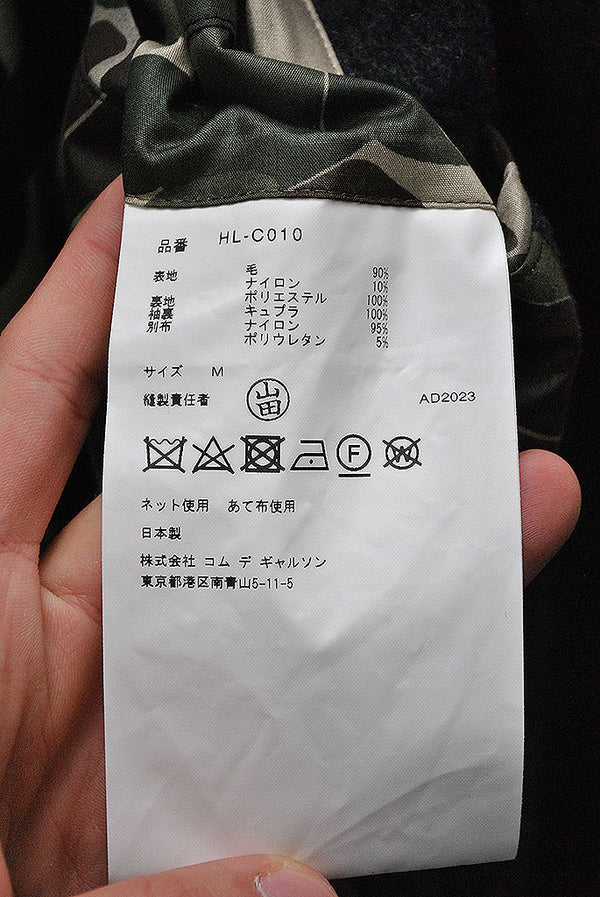 品番 HL-C010
表地 毛 90%
ナイロン 10%
裏地 ポリエステル 100%
袖裏 キュプラ 100%
別布 ナイロン 95%
ポリウレタン 5%
サイズ M
縫製責任者 山田 AD2023
F W
ネット使用 あて布使用
日本製
株式会社 コム デ ギャルソン
東京都港区南青山5-11-5